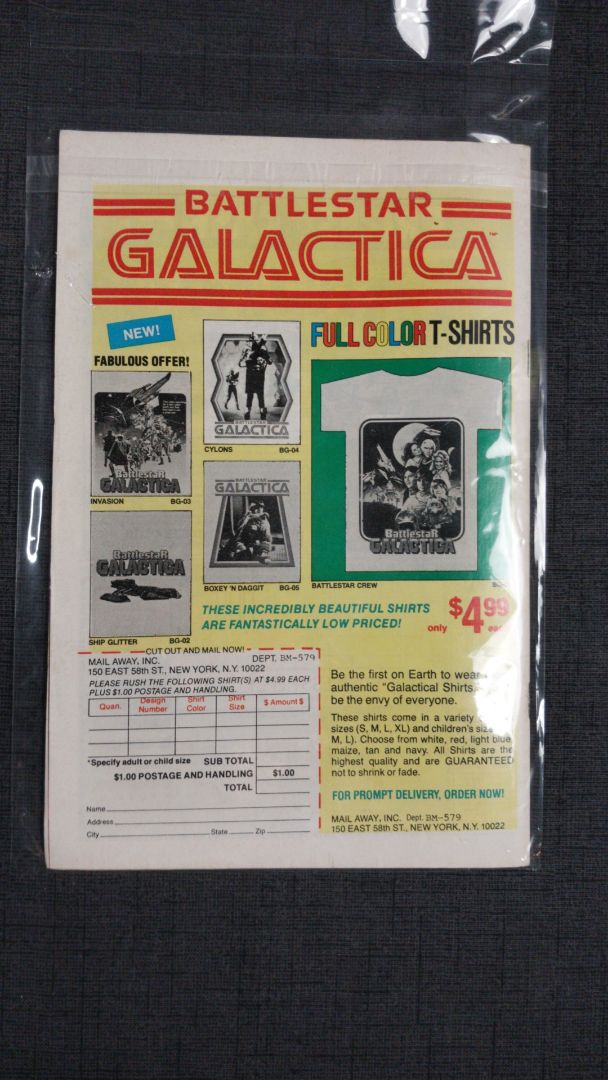 BATTLESTAR
GALACTICA™
NEW!
FABULOUS OFFER!
FULL COLOR T-SHIRTS
BATTLESTAR
GALACTICA
CYLONS BG-04
BattlestaR
GALACTICA
INVASION BG-03
BATTLESTAR
GALACTICA
BOXEY 'N DAGGIT BG-05
BattlestaR
GALACTICA
SHIP GLITTER BG-02
BattlestaR
GALACTICA
BATTLESTAR CREW
THESE INCREDIBLY BEAUTIFUL SHIRTS
ARE FANTASTICALLY LOW PRICED!
only $4.99
CUT OUT AND MAIL NOW!
MAIL AWAY, INC. DEPT. BM-579
150 EAST 58th ST., NEW YORK, N.Y. 10022
PLEASE RUSH THE FOLLOWING SHIRT(S) AT $4.99 EACH
PLUS $1.00 POSTAGE AND HANDLING.
Quan. Design Number Shirt Color Shirt Size $ Amount $
*Specify adult or child size SUB TOTAL
$1.00 POSTAGE AND HANDLING $1.00
TOTAL
Name
Address
City State Zip
Be the first on Earth to wear
authentic "Galactical Shirts
be the envy of everyone.
These shirts come in a variety
sizes (S, M, L, XL) and children's
M, L). Choose from white, red, light blue,
maize, tan and navy. All Shirts are the
highest quality and are GUARANTEED
not to shrink or fade.
FOR PROMPT DELIVERY, ORDER NOW!
MAIL AWAY, INC. Dept. BM-579
150 EAST 58th ST., NEW YORK, N.Y. 10022